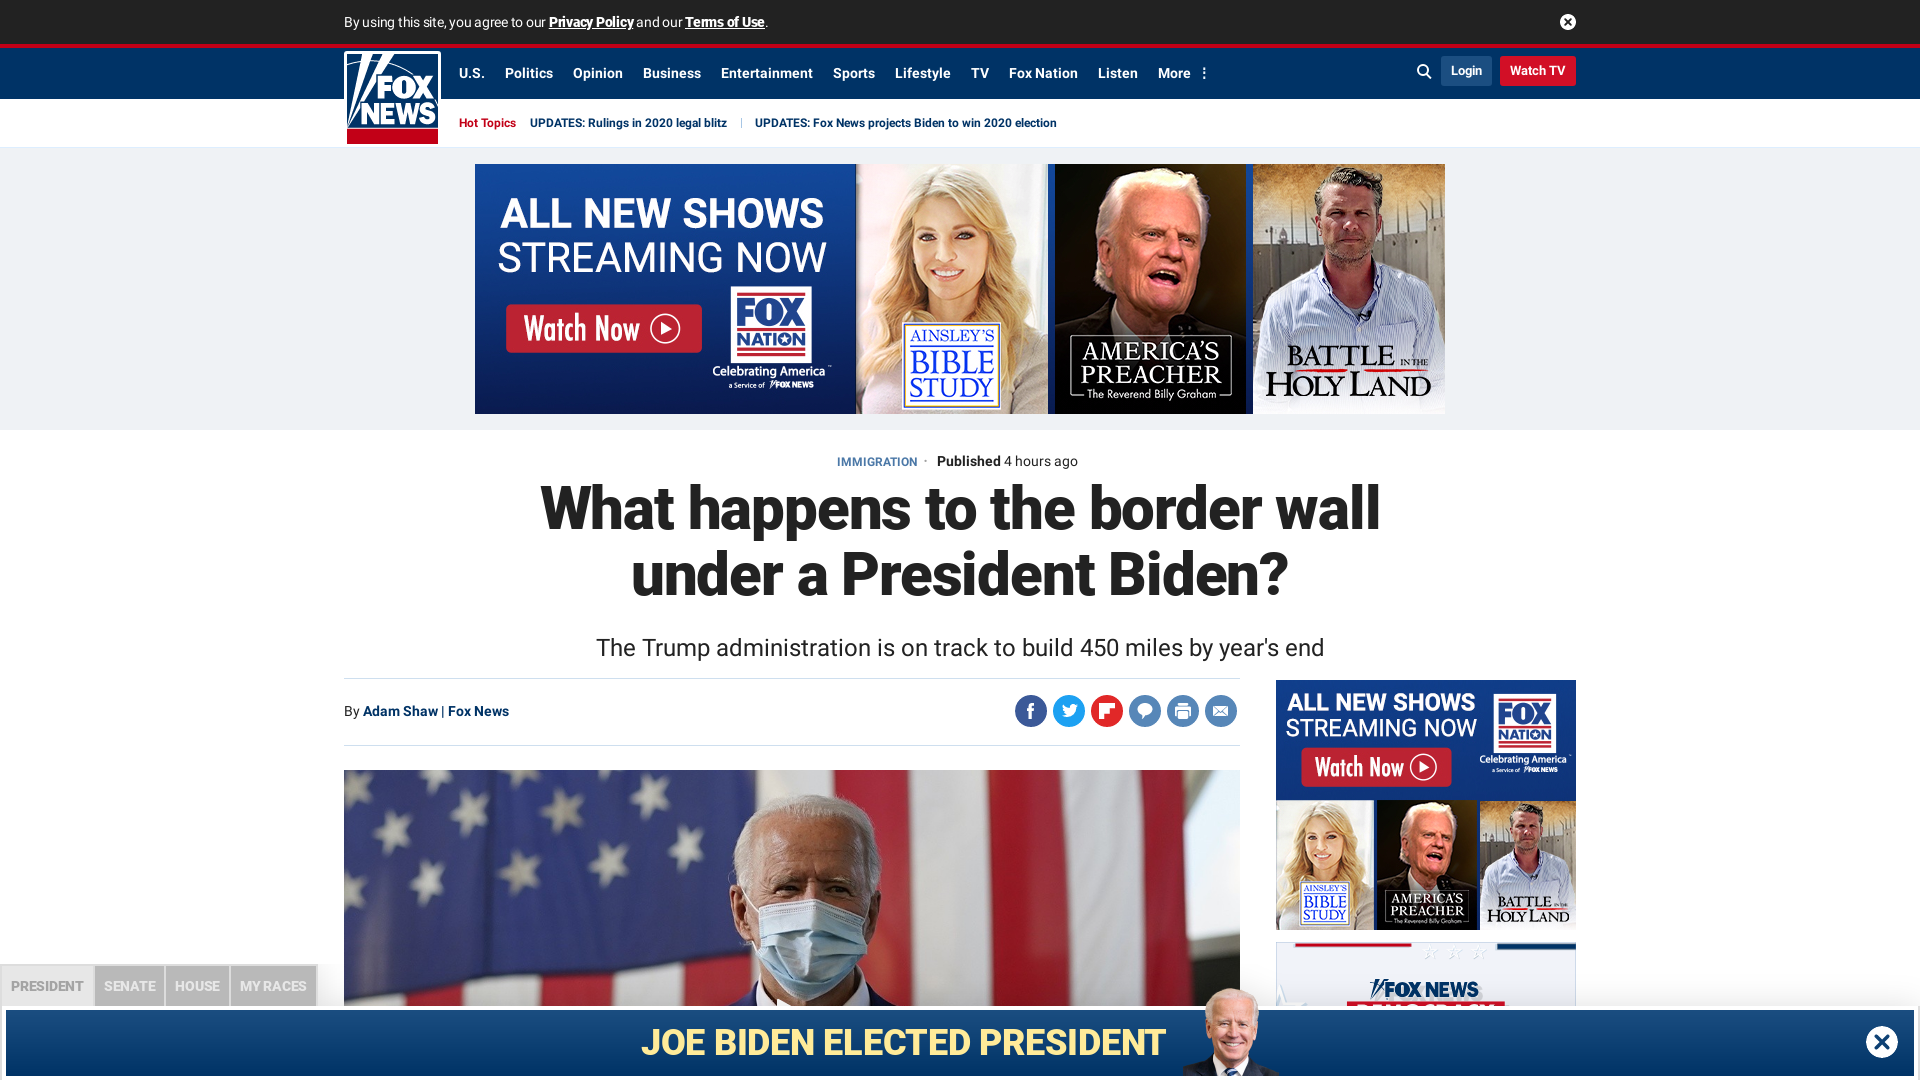 By using this site, you agree to our Privacy Policy and our Terms of Use.
FOX
NEWS
U.S. Politics Opinion Business Entertainment Sports Lifestyle TV Fox Nation Listen More
Login
Watch TV
Hot Topics UPDATES: Rulings in 2020 legal blitz UPDATES: Fox News projects Biden to win 2020 election
ALL NEW SHOWS
STREAMING NOW
Watch Now
FOX
NATION
Celebrating America
a Service of FOX NEWS
AINSLEY'S
BIBLE
STUDY
AMERICA'S
PREACHER
The Reverend Billy Graham
BATTLE IN THE
HOLY LAND
IMMIGRATION · Published 4 hours ago
What happens to the border wall
under a President Biden?
The Trump administration is on track to build 450 miles by year's end
By Adam Shaw | Fox News
ALL NEW SHOWS
STREAMING NOW
Watch Now
FOX
NATION
Celebrating America
a Service of FOX NEWS
AINSLEY'S
BIBLE
STUDY
AMERICA'S
PREACHER
The Reverend Billy Graham
BATTLE IN THE
HOLY LAND
FOX NEWS
PRESIDENT SENATE HOUSE MY RACES
JOE BIDEN ELECTED PRESIDENT